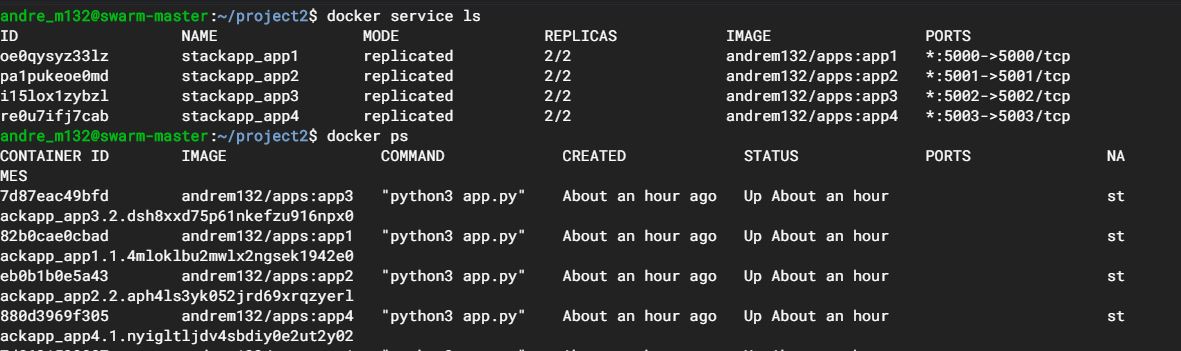 andre_m132@swarm-master:~/project2$ docker service ls
ID NAME MODE REPLICAS IMAGE PORTS
oe0qysyz33lz stackapp_app1 replicated 2/2 andrem132/apps:app1 *:5000->5000/tcp
pa1pukeoe0md stackapp_app2 replicated 2/2 andrem132/apps:app2 *:5001->5001/tcp
i15lox1zybzl stackapp_app3 replicated 2/2 andrem132/apps:app3 *:5002->5002/tcp
re0u7ifj7cab stackapp_app4 replicated 2/2 andrem132/apps:app4 *:5003->5003/tcp
andre_m132@swarm-master:~/project2$ docker ps
CONTAINER ID IMAGE COMMAND CREATED STATUS PORTS NA
MES
7d87eac49bfd andrem132/apps:app3 "python3 app.py" About an hour ago Up About an hour st
ackapp_app3.2.dsh8xxd75p61nkefzu916npx0
82b0cae0cbad andrem132/apps:app1 "python3 app.py" About an hour ago Up About an hour st
ackapp_app1.1.4mloklbu2mwlx2ngsek1942e0
eb0b1b0e5a43 andrem132/apps:app2 "python3 app.py" About an hour ago Up About an hour st
ackapp_app2.2.aph4ls3yk052jrd69xrqzyerl
880d3969f305 andrem132/apps:app4 "python3 app.py" About an hour ago Up About an hour st
ackapp_app4.1.nyigltljdv4sbdiy0e2ut2y02